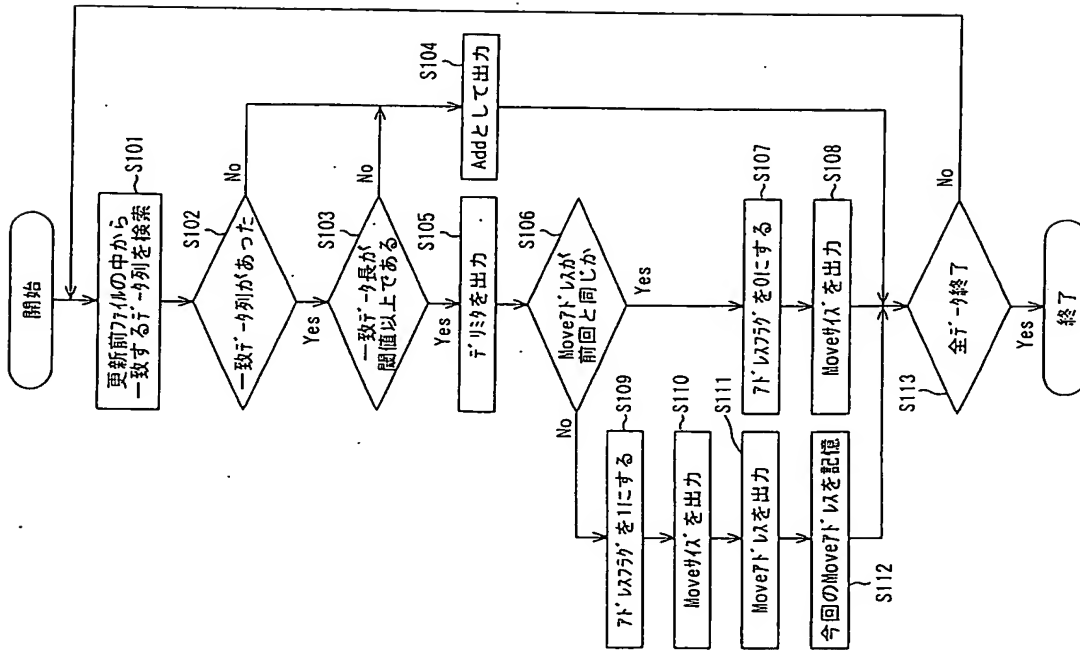 開始
更新前ファイルの中から
一致するデータ列を検索
S101
一致データ列があった
S102
No
Yes
一致データ長が
閾値以上である
S103
No
Yes
Addとして出力
S104
デリミタを出力
S105
Moveアドレスが
前回と同じか
S106
No
Yes
アドレスフラグを1にする
S109
Moveサイズを出力
S110
Moveアドレスを出力
S111
今回のMoveアドレスを記憶
S112
アドレスフラグを0にする
S107
Moveサイズを出力
S108
全データ終了
S113
No
Yes
終了